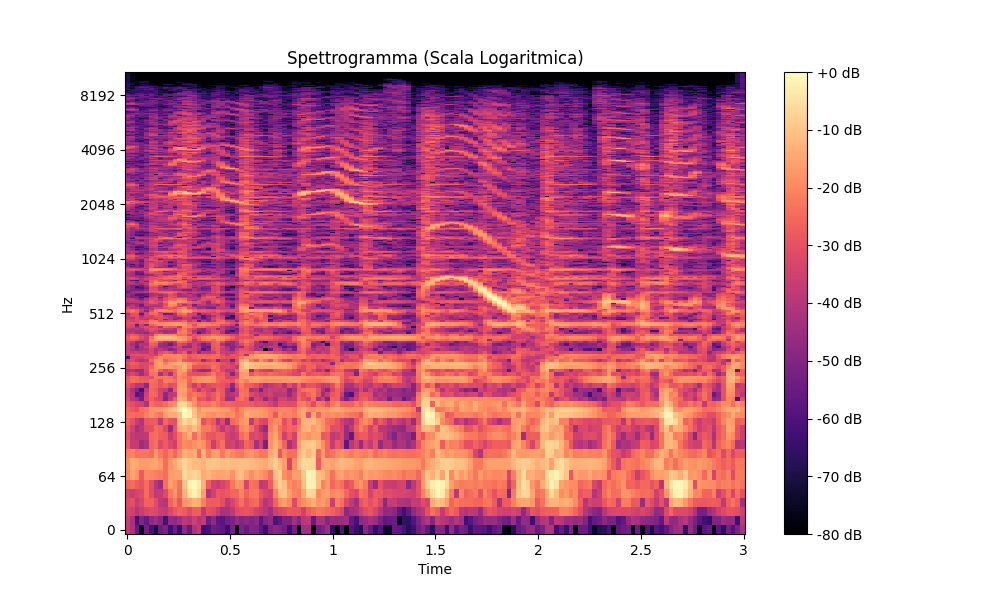 Spettrogramma (Scala Logaritmica)
Hz
8192
4096
2048
1024
512
256
128
64
0
0
0.5
1
1.5
2
2.5
3
Time
+0 dB
-10 dB
-20 dB
-30 dB
-40 dB
-50 dB
-60 dB
-70 dB
-80 dB